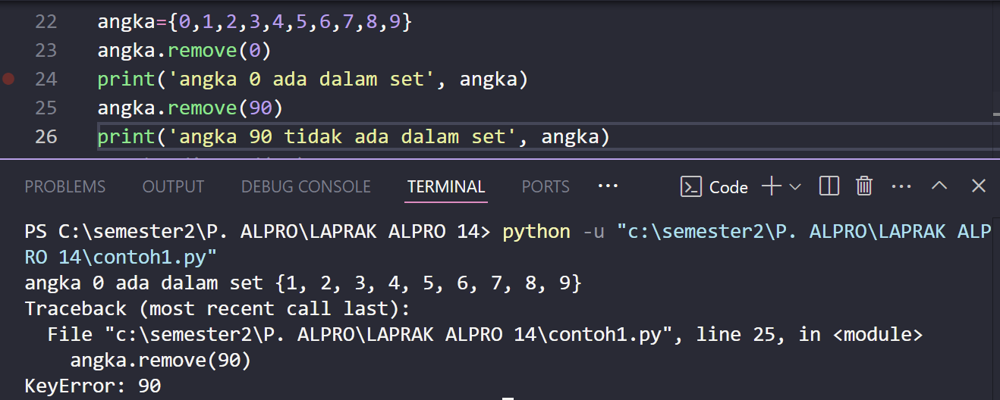 22 angka={0,1,2,3,4,5,6,7,8,9}
23 angka.remove(0)
24 print('angka 0 ada dalam set', angka)
25 angka.remove(90)
26 print('angka 90 tidak ada dalam set', angka)
PROBLEMS OUTPUT DEBUG CONSOLE TERMINAL PORTS ··· Code
PS C:\semester2\P. ALPRO\LAPRAK ALPRO 14> python -u "c:\semester2\P. ALPRO\LAPRAK ALP
RO 14\contoh1.py"
angka 0 ada dalam set {1, 2, 3, 4, 5, 6, 7, 8, 9}
Traceback (most recent call last):
  File "c:\semester2\P. ALPRO\LAPRAK ALPRO 14\contoh1.py", line 25, in <module>
    angka.remove(90)
KeyError: 90